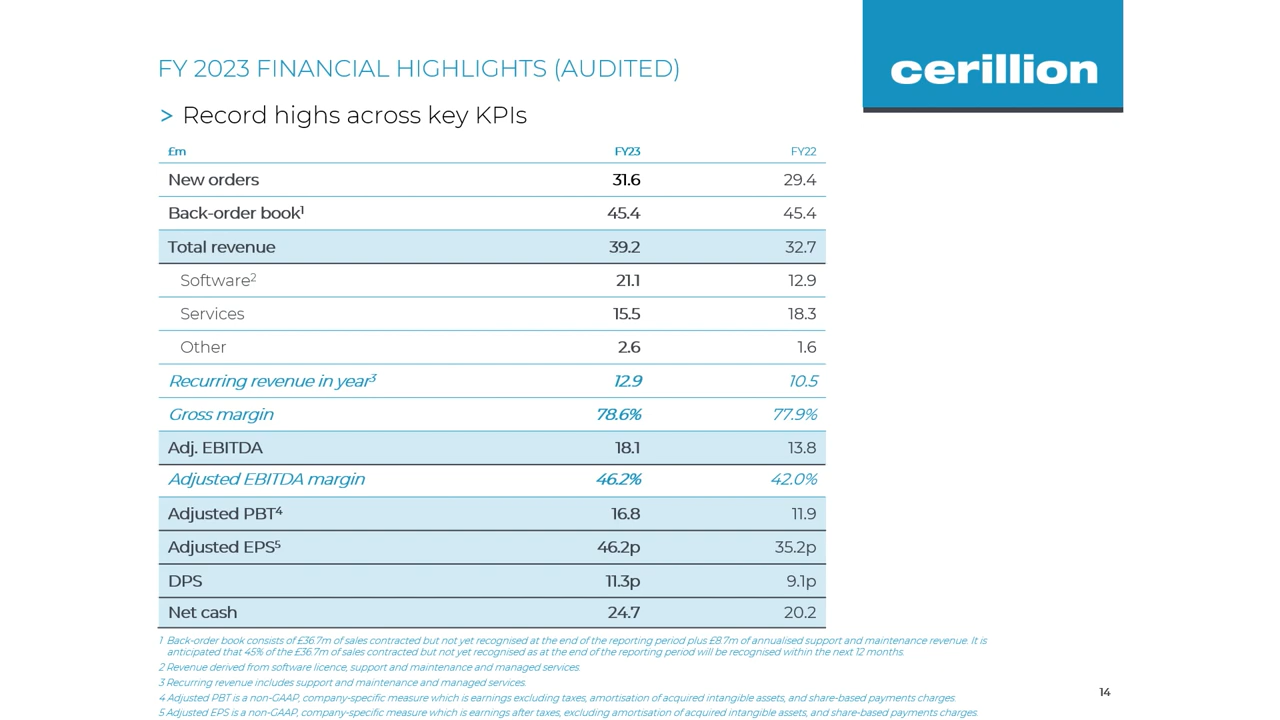 FY 2023 FINANCIAL HIGHLIGHTS (AUDITED)
cerillion
> Record highs across key KPIs
£m FY23 FY22
New orders 31.6 29.4
Back-order book¹ 45.4 45.4
Total revenue 39.2 32.7
Software² 21.1 12.9
Services 15.5 18.3
Other 2.6 1.6
Recurring revenue in year³ 12.9 10.5
Gross margin 78.6% 77.9%
Adj. EBITDA 18.1 13.8
Adjusted EBITDA margin 46.2% 42.0%
Adjusted PBT⁴ 16.8 11.9
Adjusted EPS⁵ 46.2p 35.2p
DPS 11.3p 9.1p
Net cash 24.7 20.2
1 Back-order book consists of £36.7m of sales contracted but not yet recognised at the end of the reporting period plus £8.7m of annualised support and maintenance revenue. It is
anticipated that 45% of the £36.7m of sales contracted but not yet recognised as at the end of the reporting period will be recognised within the next 12 months.
2 Revenue derived from software licence, support and maintenance and managed services.
3 Recurring revenue includes support and maintenance and managed services.
4 Adjusted PBT is a non-GAAP, company-specific measure which is earnings excluding taxes, amortisation of acquired intangible assets, and share-based payments charges
5 Adjusted EPS is a non-GAAP, company-specific measure which is earnings after taxes, excluding amortisation of acquired intangible assets, and share-based payments charges.
14